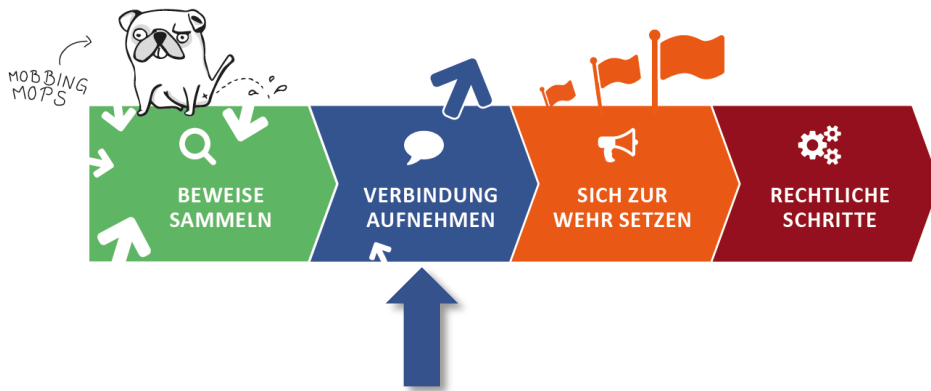 MOBBING
MOPS
BEWEISE
SAMMELN
VERBINDUNG
AUFNEHMEN
SICH ZUR
WEHR SETZEN
RECHTLICHE
SCHRITTE